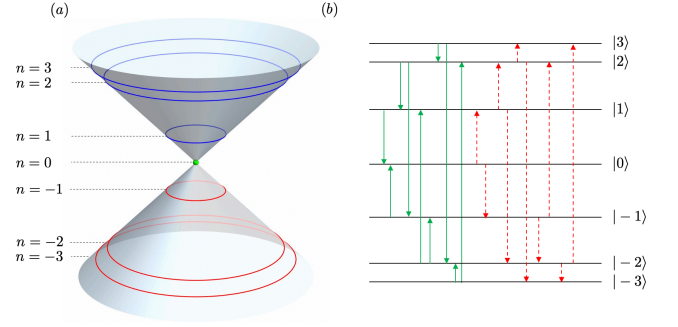 (a)
n = 3
n = 2
n = 1
n = 0
n = −1
n = −2
n = −3
(b)
|3⟩
|2⟩
|1⟩
|0⟩
|−1⟩
|−2⟩
|−3⟩